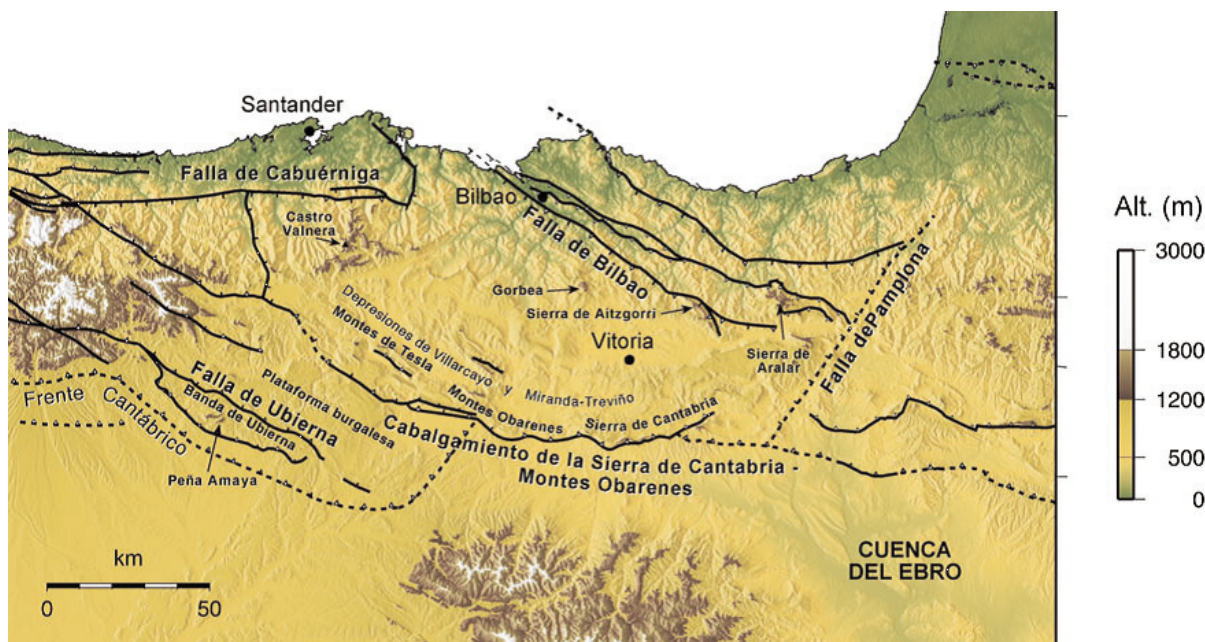 Santander
Falla de Cabuérniga
Castro
Valnera
Bilbao
Falla de Bilbao
Gorbea
Sierra de Aitzgorri
Vitoria
Sierra de
Aralar
Falla de Pamplona
Depresiones de Villarcayo y Miranda-Treviño
Montes de Tesla
Montes Obarenes
Sierra de Cantabria
Frente Cantábrico
Falla de Ubierna
Banda de Ubierna
Plataforma burgalesa
Peña Amaya
Cabalgamiento de la Sierra de Cantabria -
Montes Obarenes
CUENCA
DEL EBRO
km
0 50
Alt. (m)
3000
1800
1200
500
0